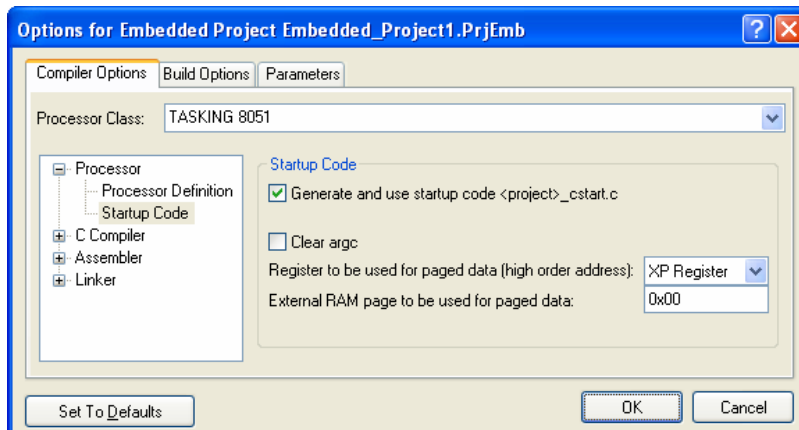 Options for Embedded Project Embedded_Project1.PrjEmb
Compiler Options Build Options Parameters
Processor Class: TASKING 8051
Processor
Processor Definition
Startup Code
C Compiler
Assembler
Linker
Startup Code
Generate and use startup code <project>_cstart.c
Clear argc
Register to be used for paged data (high order address): XP Register
External RAM page to be used for paged data: 0x00
Set To Defaults OK Cancel